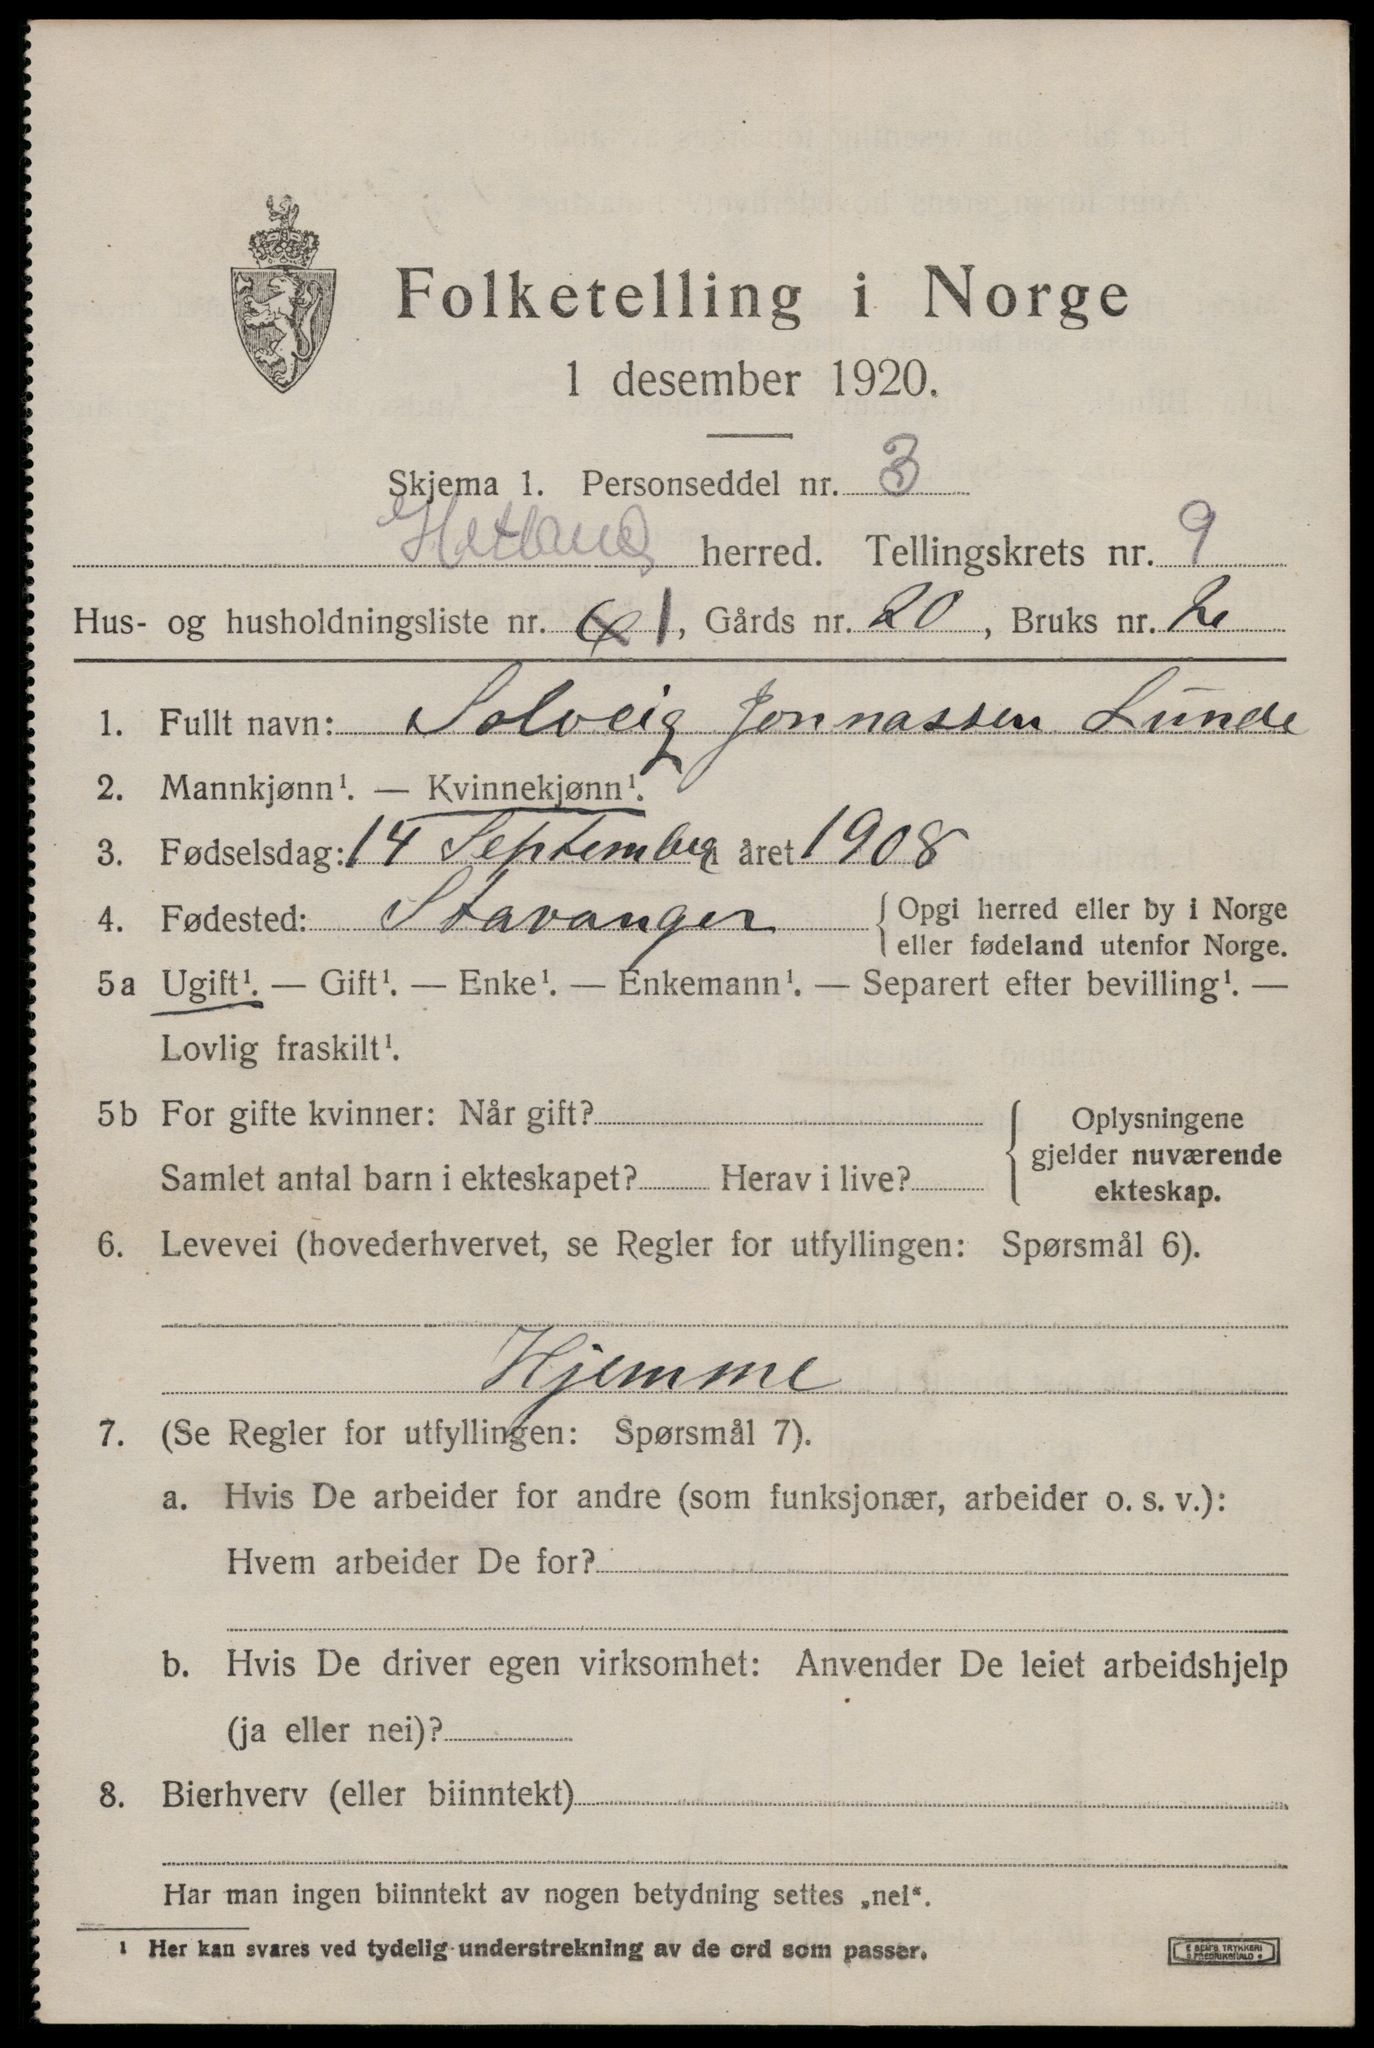 Folketelling i Norge
1 desember 1920.
Skjema 1. Personseddel nr. 3
Hetland herred. Tellingskrets nr. 9
Hus- og husholdningsliste nr. 1, Gårds nr. 20, Bruks nr. 2
1. Fullt navn: Solveig Jonnassen Lunde
2. Mannkjønn¹. — Kvinnekjønn¹.
3. Fødselsdag: 14 September året 1908
4. Fødested: Stavanger {Opgi herred eller by i Norge
eller fødeland utenfor Norge.
5a Ugift¹. — Gift¹. — Enke¹. — Enkemann¹. — Separert efter bevilling¹. —
Lovlig fraskilt¹.
5b For gifte kvinner: Når gift? { Oplysningene
gjelder nuværende
Samlet antal barn i ekteskapet? Herav i live? ekteskap.
6. Levevei (hovederhvervet, se Regler for utfyllingen: Spørsmål 6).
Hjemme
7. (Se Regler for utfyllingen: Spørsmål 7).
a. Hvis De arbeider for andre (som funksjonær, arbeider o. s. v.):
Hvem arbeider De for?
b. Hvis De driver egen virksomhet: Anvender De leiet arbeidshjelp
(ja eller nei)?
8. Bierhverv (eller biinntekt)
Har man ingen biinntekt av nogen betydning settes „nei“.
¹ Her kan svares ved tydelig understrekning av de ord som passer.
E SEM'S TRYKKERI
FREDRIKSHALD